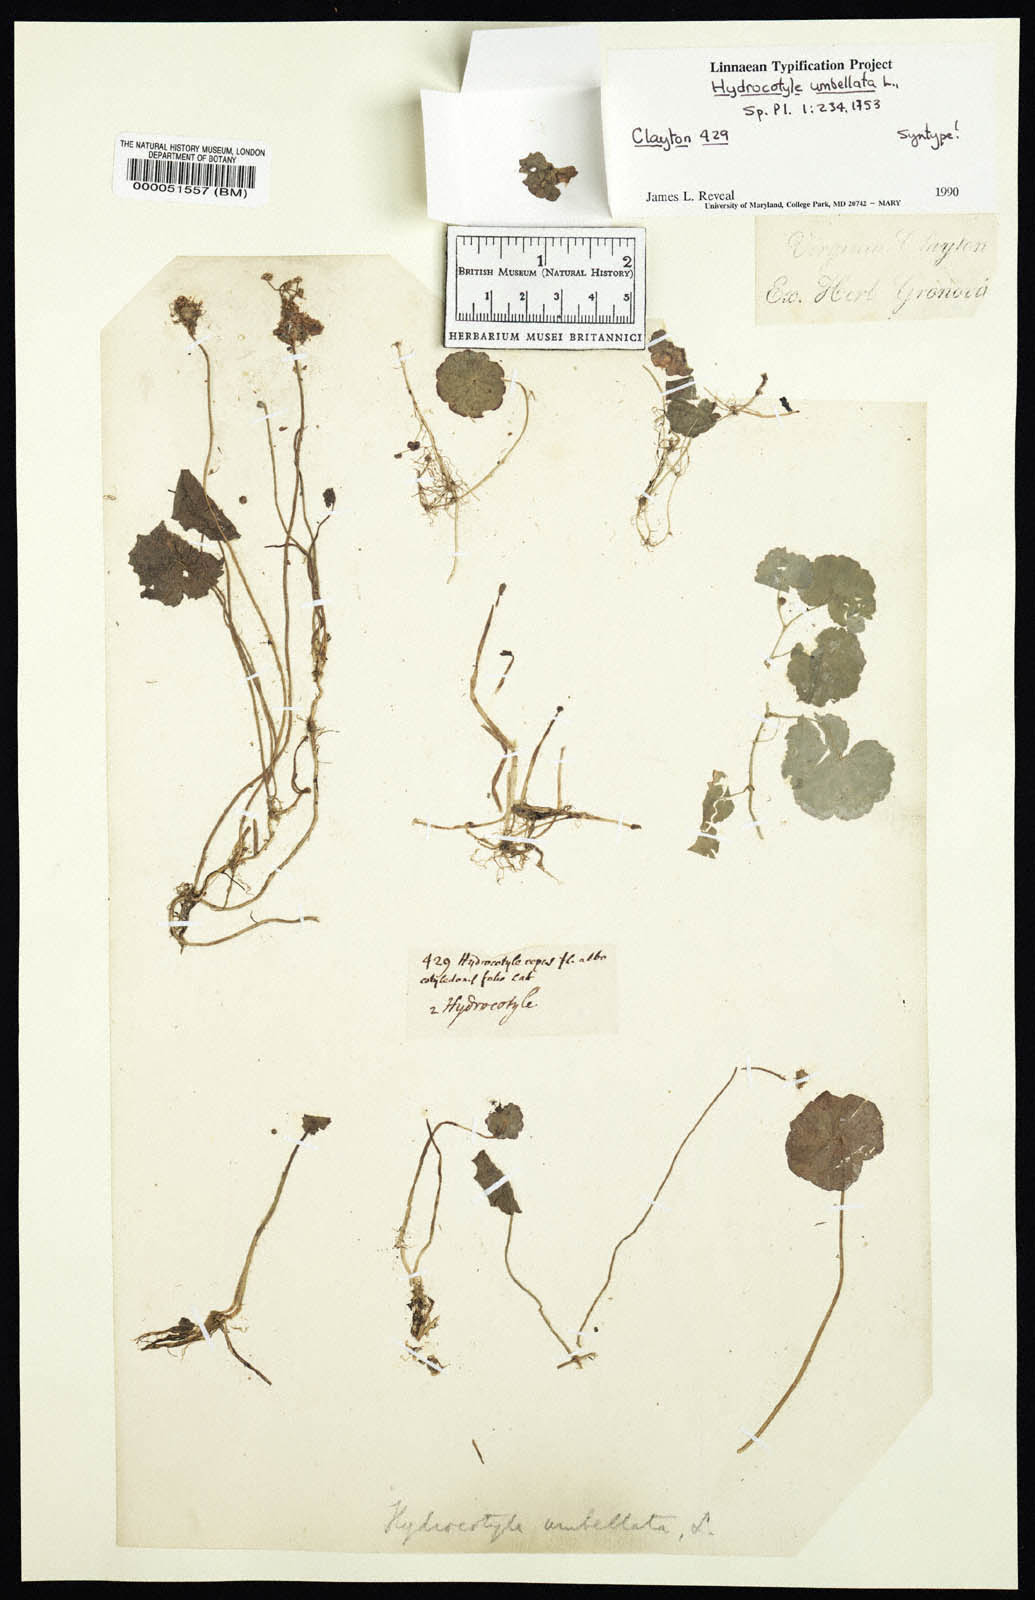 Linnaean Typification Project
Hydrocotyle umbellata L.,
Sp. Pl. 1:234, 1753
Clayton 429
Syntype!
James L. Reveal
1990
University of Maryland, College Park, MD 20742 – MARY
THE NATURAL HISTORY MUSEUM, LONDON
DEPARTMENT OF BOTANY
000051557 (BM)
Virginia Clayton
Ex. Herb Gronovii
1 2
BRITISH MUSEUM (NATURAL HISTORY)
1 2 3 4 5
HERBARIUM MUSEI BRITANNICI
429 Hydrocotyle repens fl. albo
folio
2 Hydrocotyle
Hydrocotyle umbellata, L.